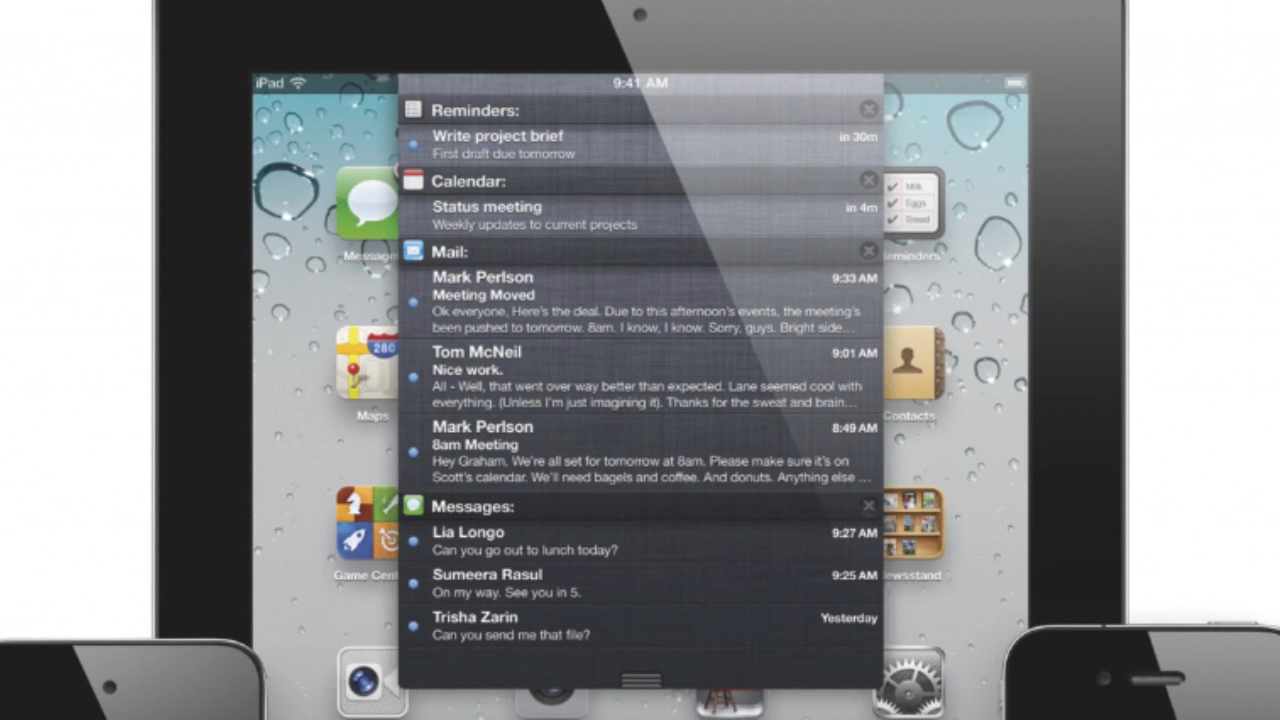 iPad
9:41 AM
Reminders:
Write project brief
in 30m
First draft due tomorrow
Calendar:
Status meeting
in 4m
Weekly updates to current projects
Mail:
Mark Perlson
9:33 AM
Meeting Moved
Ok everyone, Here's the deal. Due to this afternoon's events, the meeting's
been pushed to tomorrow. 8am. I know, I know. Sorry, guys. Bright side...
Tom McNeil
9:01 AM
Nice work.
All - Well, that went over way better than expected. Lane seemed cool with
everything. (Unless I'm just imagining it). Thanks for the sweat and brain...
Mark Perlson
8:49 AM
8am Meeting
Hey Graham, We're all set for tomorrow at 8am. Please make sure it's on
Scott's calendar. We'll need bagels and coffee. And donuts. Anything else ...
Messages:
Lia Longo
9:27 AM
Can you go out to lunch today?
Sumeera Rasul
9:25 AM
On my way. See you in 5.
Trisha Zarin
Yesterday
Can you send me that file?
Message
Milk
Eggs
Bread
eminders
280
Maps
Contacts
Game Cent
ewsstand